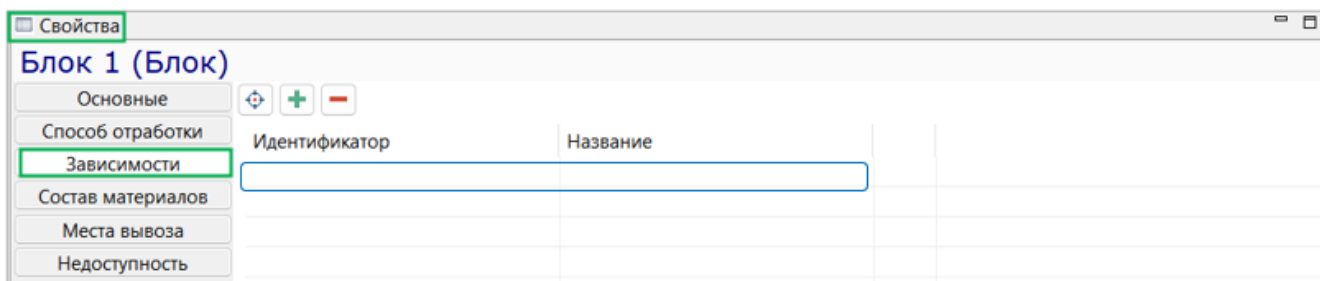 Свойства
Блок 1 (Блок)
Основные
Способ отработки
Зависимости
Состав материалов
Места вывоза
Недоступность
Идентификатор Название